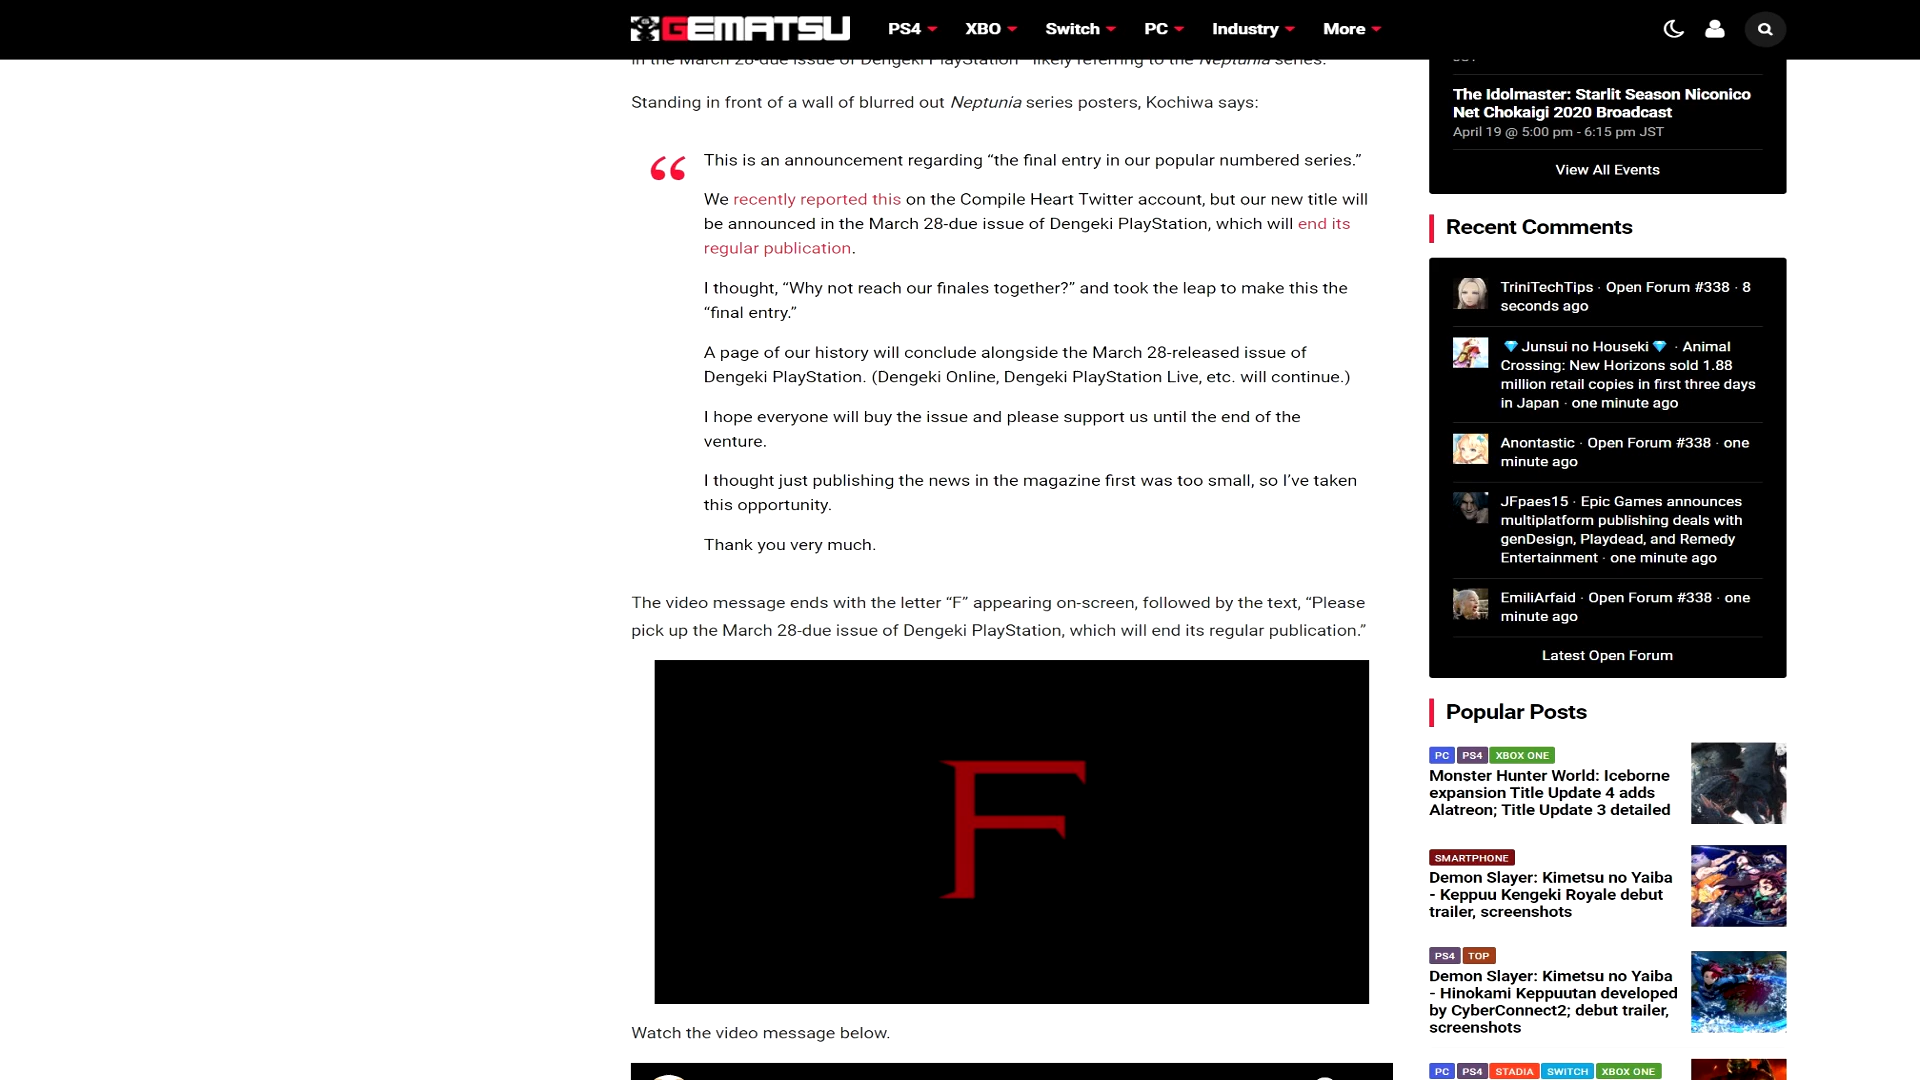 GEMATSU PS4 XBO Switch PC Industry More
in the March 28-due issue of Dengeki PlayStation likely referring to the Neptunia series.
Standing in front of a wall of blurred out Neptunia series posters, Kochiwa says:
“
This is an announcement regarding “the final entry in our popular numbered series.”
We recently reported this on the Compile Heart Twitter account, but our new title will
be announced in the March 28-due issue of Dengeki PlayStation, which will end its
regular publication.
I thought, “Why not reach our finales together?” and took the leap to make this the
“final entry.”
A page of our history will conclude alongside the March 28-released issue of
Dengeki PlayStation. (Dengeki Online, Dengeki PlayStation Live, etc. will continue.)
I hope everyone will buy the issue and please support us until the end of the
venture.
I thought just publishing the news in the magazine first was too small, so I’ve taken
this opportunity.
Thank you very much.
The video message ends with the letter “F” appearing on-screen, followed by the text, “Please
pick up the March 28-due issue of Dengeki PlayStation, which will end its regular publication.”
F
Watch the video message below.
The Idolmaster: Starlit Season Niconico
Net Chokaigi 2020 Broadcast
April 19 @ 5:00 pm - 6:15 pm JST
View All Events
Recent Comments
TriniTechTips · Open Forum #338 · 8
seconds ago
💎 Junsui no Houseki 💎 · Animal
Crossing: New Horizons sold 1.88
million retail copies in first three days
in Japan · one minute ago
Anontastic · Open Forum #338 · one
minute ago
JFpaes15 · Epic Games announces
multiplatform publishing deals with
genDesign, Playdead, and Remedy
Entertainment · one minute ago
EmiliArfaid · Open Forum #338 · one
minute ago
Latest Open Forum
Popular Posts
PC PS4 XBOX ONE
Monster Hunter World: Iceborne
expansion Title Update 4 adds
Alatreon; Title Update 3 detailed
SMARTPHONE
Demon Slayer: Kimetsu no Yaiba
- Keppuu Kengeki Royale debut
trailer, screenshots
PS4 TOP
Demon Slayer: Kimetsu no Yaiba
- Hinokami Keppuutan developed
by CyberConnect2; debut trailer,
screenshots
PC PS4 STADIA SWITCH XBOX ONE